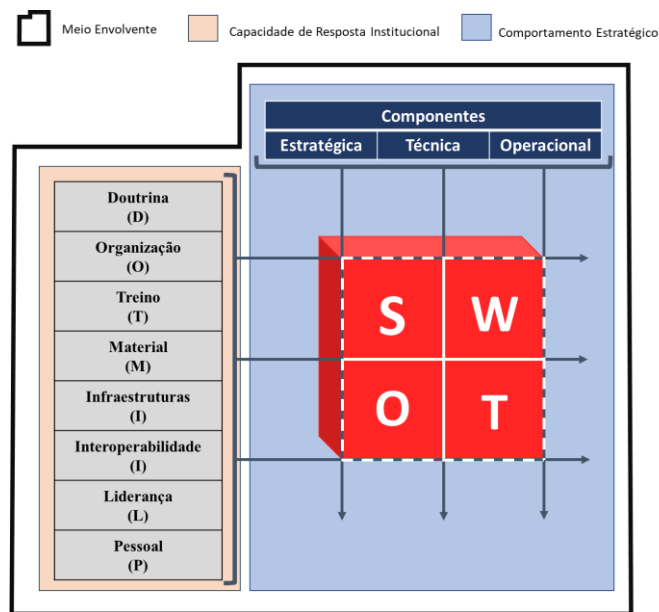 Meio Envolvente
Capacidade de Resposta Institucional
Comportamento Estratégico
Componentes
Estratégica
Técnica
Operacional
Doutrina
(D)
Organização
(O)
Treino
(T)
Material
(M)
Infraestruturas
(I)
Interoperabilidade
(I)
Liderança
(L)
Pessoal
(P)
S
W
O
T